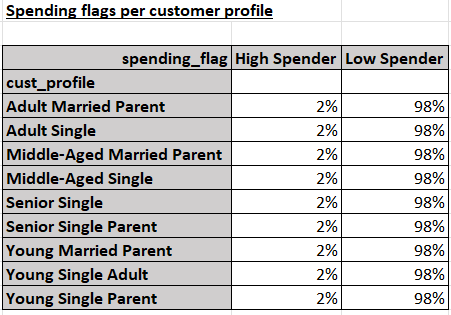 Spending flags per customer profile
spending_flag High Spender Low Spender
cust_profile
Adult Married Parent 2% 98%
Adult Single 2% 98%
Middle-Aged Married Parent 2% 98%
Middle-Aged Single 2% 98%
Senior Single 2% 98%
Senior Single Parent 2% 98%
Young Married Parent 2% 98%
Young Single Adult 2% 98%
Young Single Parent 2% 98%